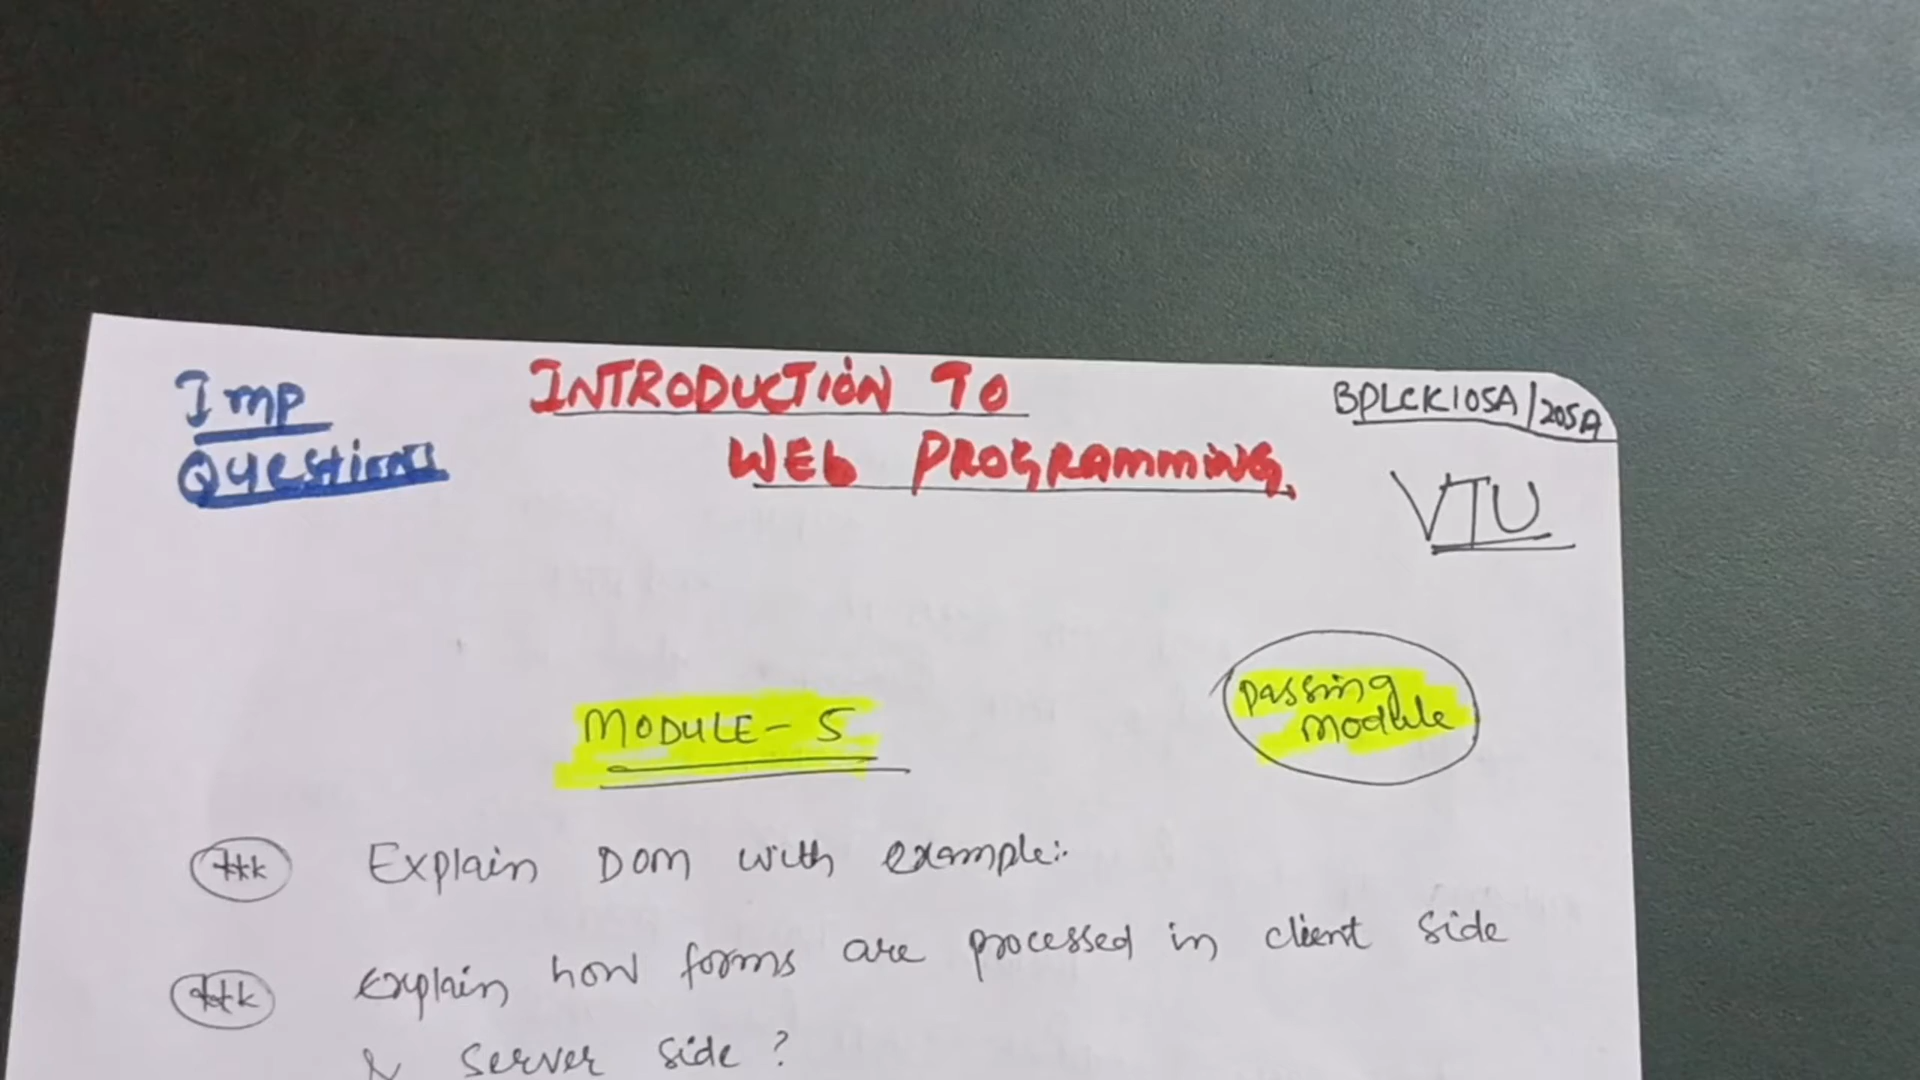 Imp
Questions
INTRODUCTION TO
WEb PROGRAMMING.
BPLCK105A/205A
VTU
MODULE- 5
passing
module
*** Explain DOM with example:-
*** explain how forms are processed in client side
& server side ?